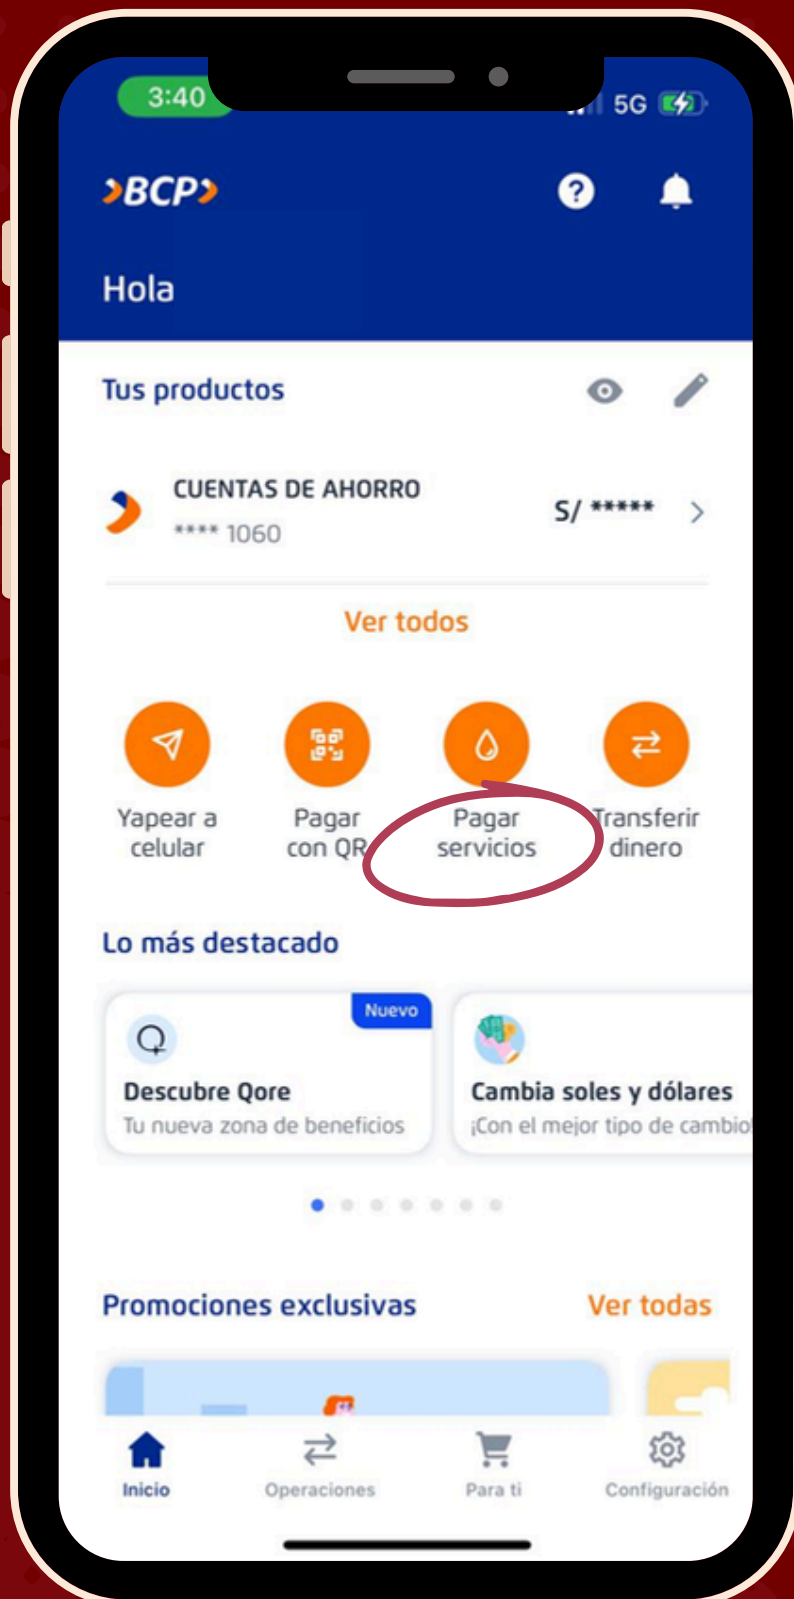 3:40
5G
BCP
Hola
Tus productos
CUENTAS DE AHORRO
**** 1060
S/ *****
Ver todos
Yapear a
celular
Pagar
con QR
Pagar
servicios
Transferir
dinero
Lo más destacado
Nuevo
Descubre Qore
Tu nueva zona de beneficios
Cambia soles y dólares
¡Con el mejor tipo de cambio!
Promociones exclusivas
Ver todas
Inicio
Operaciones
Para ti
Configuración